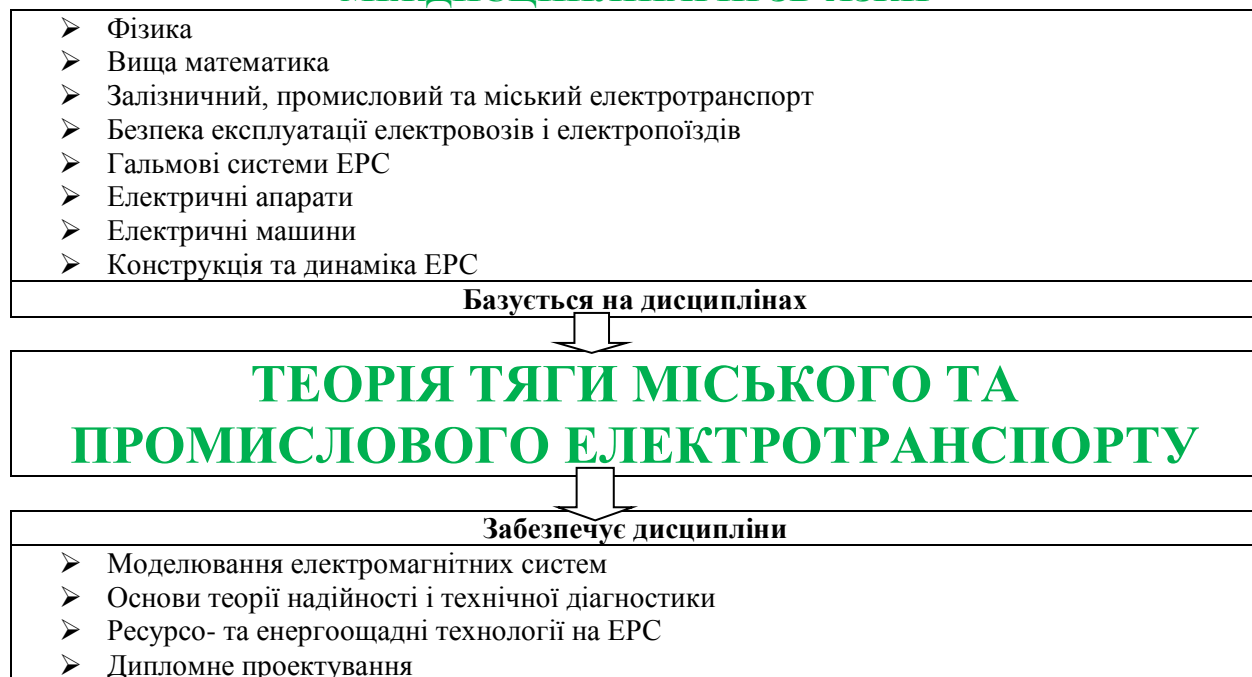 ➢ Фізика
➢ Вища математика
➢ Залізничний, промисловий та міський електротранспорт
➢ Безпека експлуатації електровозів і електропоїздів
➢ Гальмові системи ЕРС
➢ Електричні апарати
➢ Електричні машини
➢ Конструкція та динаміка ЕРС
Базується на дисциплінах
ТЕОРІЯ ТЯГИ МІСЬКОГО ТА
ПРОМИСЛОВОГО ЕЛЕКТРОТРАНСПОРТУ
Забезпечує дисципліни
➢ Моделювання електромагнітних систем
➢ Основи теорії надійності і технічної діагностики
➢ Ресурсо- та енергоощадні технології на ЕРС
➢ Дипломне проектування